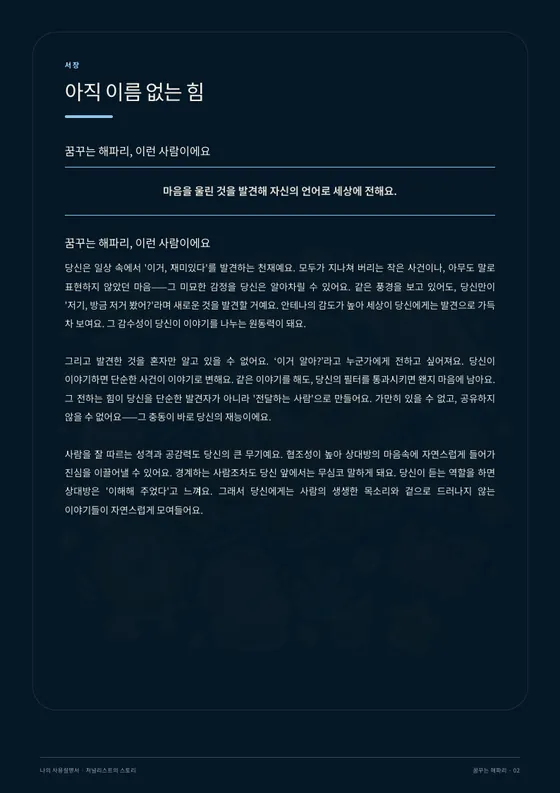 서장
아직 이름 없는 힘
꿈꾸는 해파리, 이런 사람이에요
마음을 울린 것을 발견해 자신의 언어로 세상에 전해요.
꿈꾸는 해파리, 이런 사람이에요
당신은 일상 속에서 '이거, 재미있다'를 발견하는 천재예요. 모두가 지나쳐 버리는 작은 사건이나, 아무도 말로
표현하지 않았던 마음——그 미묘한 감정을 당신은 알아차릴 수 있어요. 같은 풍경을 보고 있어도, 당신만이
'저기, 방금 저거 봤어?'라며 새로운 것을 발견할 거예요. 안테나의 감도가 높아 세상이 당신에게는 발견으로 가득
차 보여요. 그 감수성이 당신이 이야기를 나누는 원동력이 돼요.
그리고 발견한 것을 혼자만 알고 있을 수 없어요. '이거 알아?'라고 누군가에게 전하고 싶어져요. 당신이
이야기하면 단순한 사건이 이야기로 변해요. 같은 이야기를 해도, 당신의 필터를 통과시키면 왠지 마음에 남아요.
그 전하는 힘이 당신을 단순한 발견자가 아니라 '전달하는 사람'으로 만들어요. 가만히 있을 수 없고, 공유하지
않을 수 없어요——그 충동이 바로 당신의 재능이에요.
사람을 잘 따르는 성격과 공감력도 당신의 큰 무기예요. 협조성이 높아 상대방의 마음속에 자연스럽게 들어가
진심을 이끌어낼 수 있어요. 경계하는 사람조차도 당신 앞에서는 무심코 말하게 돼요. 당신이 듣는 역할을 하면
상대방은 '이해해 주었다'고 느껴요. 그래서 당신에게는 사람의 생생한 목소리와 겉으로 드러나지 않는
이야기들이 자연스럽게 모여들어요.
나의 사용설명서 · 저널리스트의 스토리
꿈꾸는 해파리 · 02